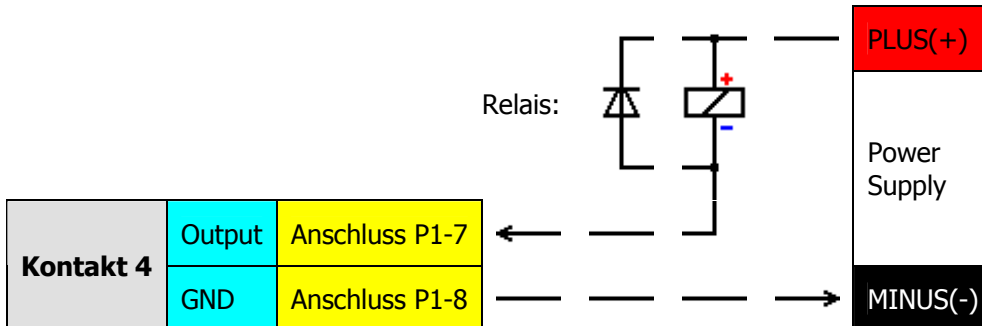 PLUS(+)
Relais:
+
-
Power
Supply
Kontakt 4
Output
Anschluss P1-7
GND
Anschluss P1-8
MINUS(-)